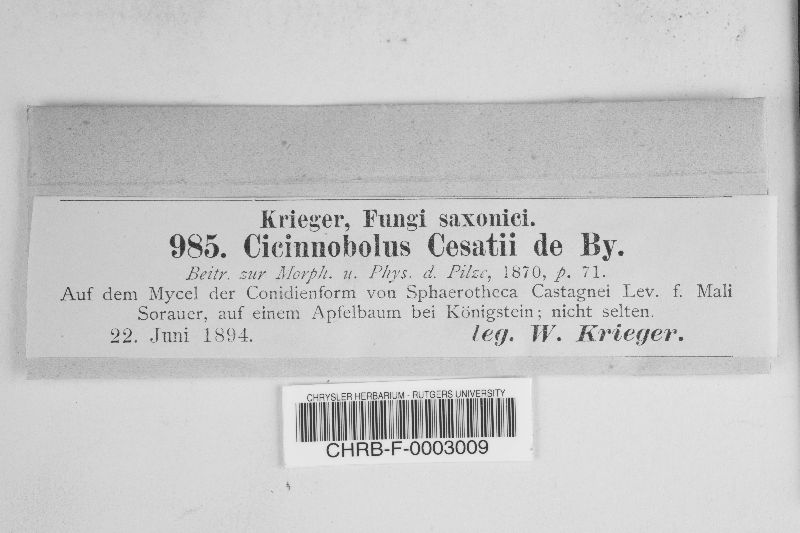 Krieger, Fungi saxonici.
985. Cicinnobolus Cesatii de By.
Beitr. zur Morph. u. Phys. d. Pilze, 1870, p. 71.
Auf dem Mycel der Conidienform von Sphaerotheca Castagnei Lev. f. Mali
Sorauer, auf einem Apfelbaum bei Königstein; nicht selten.
22. Juni 1894. leg. W. Krieger.
CHRYSLER HERBARIUM - RUTGERS UNIVERSITY
CHRB-F-0003009